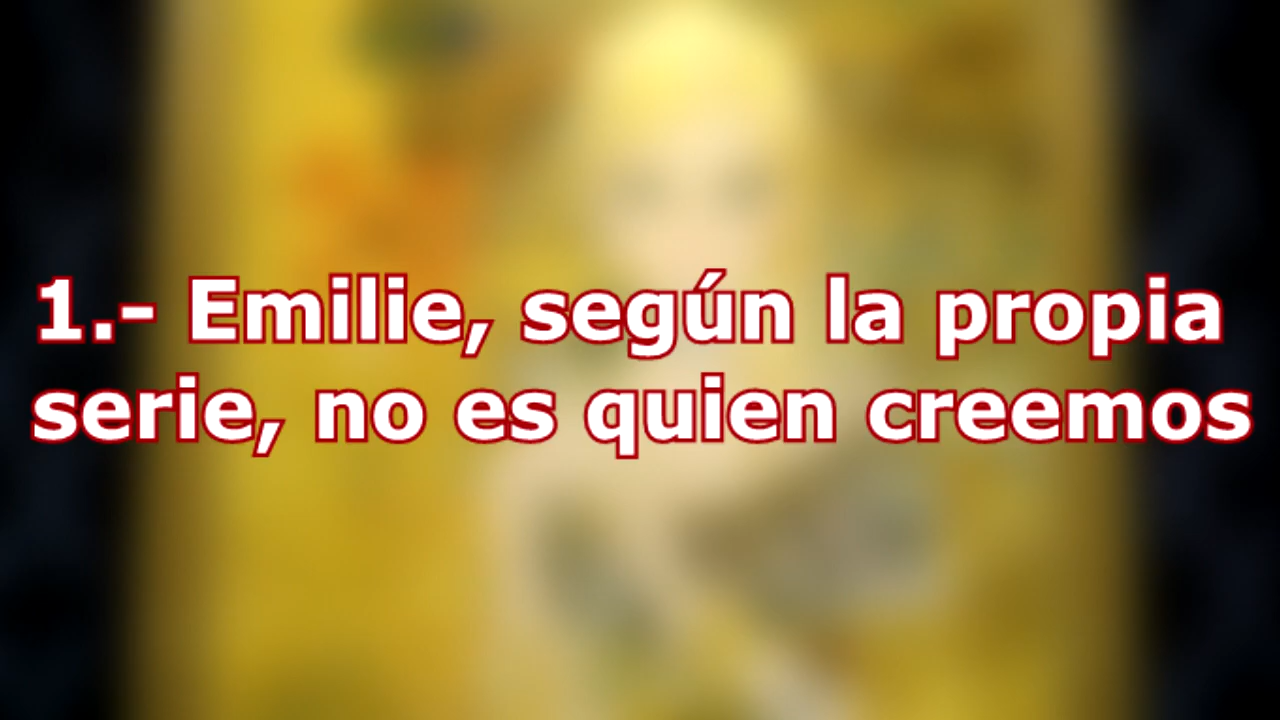 1.- Emilie, según la propia
serie, no es quien creemos